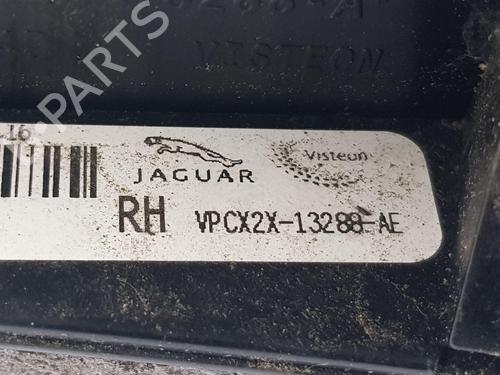 VISTEON
16
JAGUAR
Visteon
RH VPCX2X-13288-AE
B-PARTS